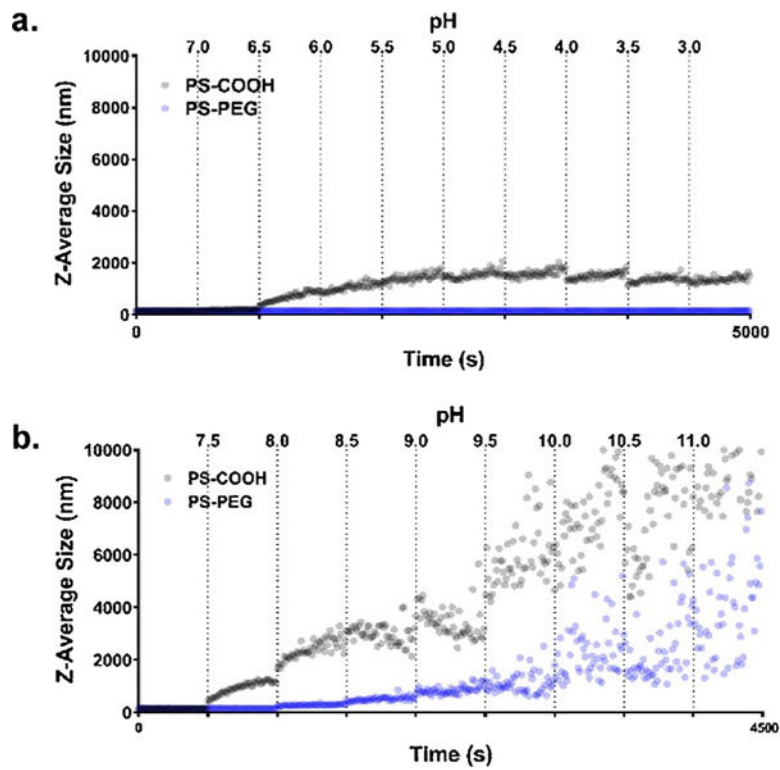 a.
pH
7.0 6.5 6.0 5.5 5.0 4.5 4.0 3.5 3.0
10000
PS-COOH
PS-PEG
8000
6000
4000
2000
0
Z-Average Size (nm)
0 5000
Time (s)
b.
pH
7.5 8.0 8.5 9.0 9.5 10.0 10.5 11.0
10000
PS-COOH
PS-PEG
8000
6000
4000
2000
0
Z-Average Size (nm)
0 4500
Time (s)